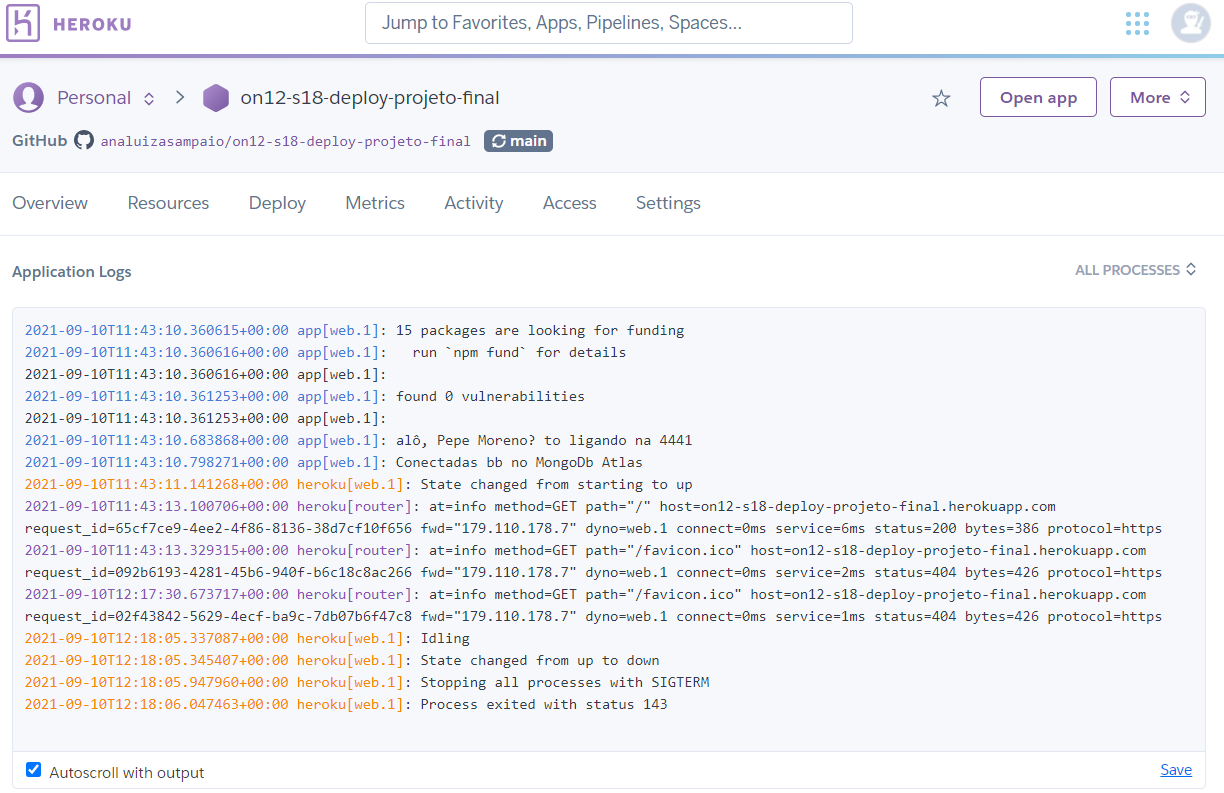 HEROKU
Jump to Favorites, Apps, Pipelines, Spaces...
Personal
on12-s18-deploy-projeto-final
Open app
More
GitHub analuizasampaio/on12-s18-deploy-projeto-final main
Overview Resources Deploy Metrics Activity Access Settings
Application Logs
ALL PROCESSES
2021-09-10T11:43:10.360615+00:00 app[web.1]: 15 packages are looking for funding
2021-09-10T11:43:10.360616+00:00 app[web.1]:   run `npm fund` for details
2021-09-10T11:43:10.360616+00:00 app[web.1]:
2021-09-10T11:43:10.361253+00:00 app[web.1]: found 0 vulnerabilities
2021-09-10T11:43:10.361253+00:00 app[web.1]:
2021-09-10T11:43:10.683868+00:00 app[web.1]: alô, Pepe Moreno? to ligando na 4441
2021-09-10T11:43:10.798271+00:00 app[web.1]: Conectadas bb no MongoDb Atlas
2021-09-10T11:43:11.141268+00:00 heroku[web.1]: State changed from starting to up
2021-09-10T11:43:13.100706+00:00 heroku[router]: at=info method=GET path="/" host=on12-s18-deploy-projeto-final.herokuapp.com
request_id=65cf7ce9-4ee2-4f86-8136-38d7cf10f656 fwd="179.110.178.7" dyno=web.1 connect=0ms service=6ms status=200 bytes=386 protocol=https
2021-09-10T11:43:13.329315+00:00 heroku[router]: at=info method=GET path="/favicon.ico" host=on12-s18-deploy-projeto-final.herokuapp.com
request_id=092b6193-4281-45b6-940f-b6c18c8ac266 fwd="179.110.178.7" dyno=web.1 connect=0ms service=2ms status=404 bytes=426 protocol=https
2021-09-10T12:17:30.673717+00:00 heroku[router]: at=info method=GET path="/favicon.ico" host=on12-s18-deploy-projeto-final.herokuapp.com
request_id=02f43842-5629-4ecf-ba9c-7db07b6f47c8 fwd="179.110.178.7" dyno=web.1 connect=0ms service=1ms status=404 bytes=426 protocol=https
2021-09-10T12:18:05.337087+00:00 heroku[web.1]: Idling
2021-09-10T12:18:05.345407+00:00 heroku[web.1]: State changed from up to down
2021-09-10T12:18:05.947960+00:00 heroku[web.1]: Stopping all processes with SIGTERM
2021-09-10T12:18:06.047463+00:00 heroku[web.1]: Process exited with status 143
Autoscroll with output
Save